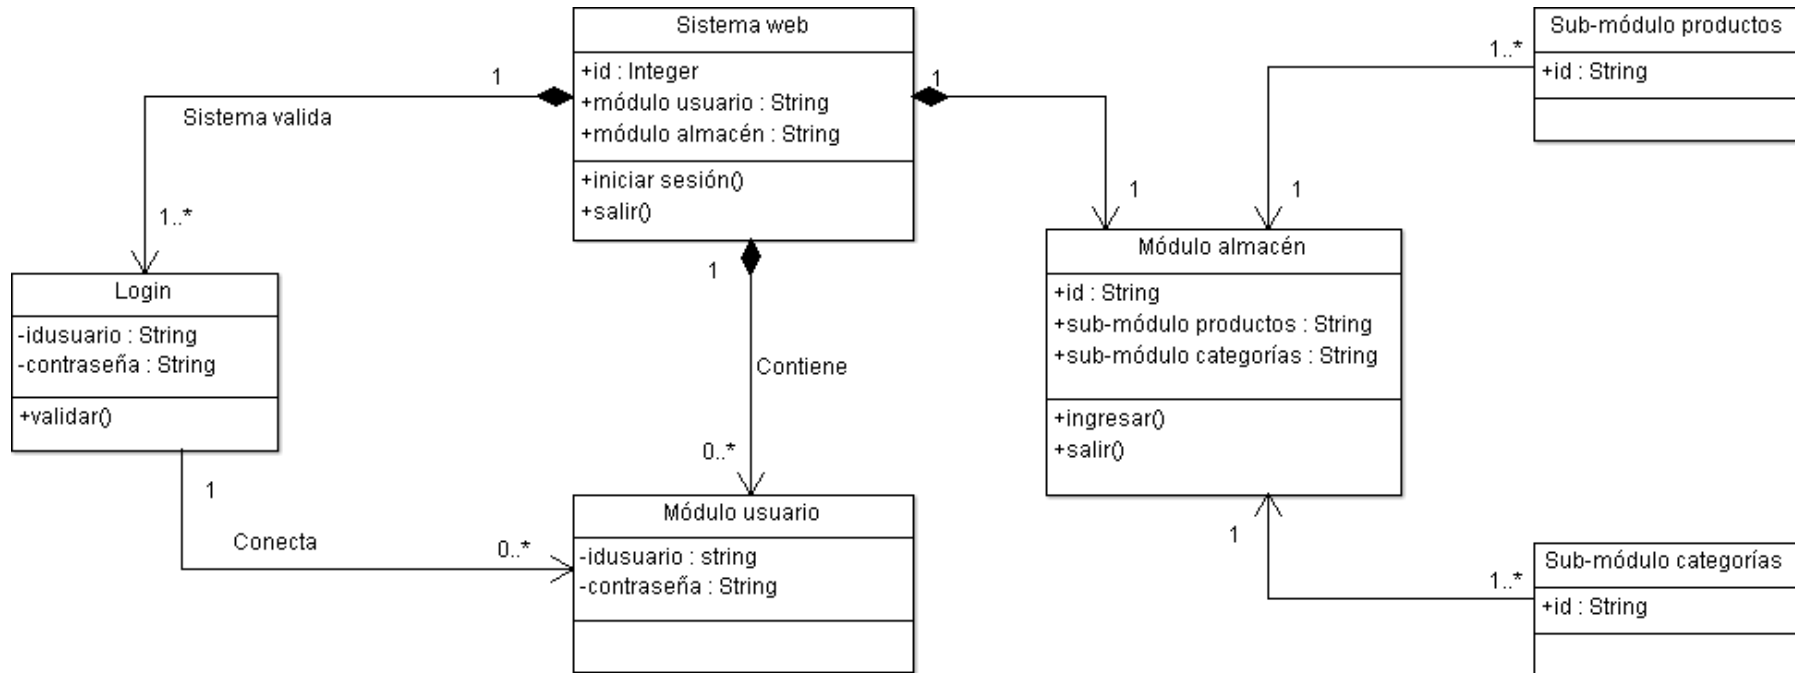 Sistema web
+id : Integer
+módulo usuario : String
+módulo almacén : String
+iniciar sesión()
+salir()
1
Sistema valida
1..*
1
1
1
Contiene
0..*
Login
-idusuario : String
-contraseña : String
+validar()
1
Conecta
0..*
Módulo usuario
-idusuario : string
-contraseña : String
Sub-módulo productos
+id : String
1..*
1
Módulo almacén
+id : String
+sub-módulo productos : String
+sub-módulo categorías : String
+ingresar()
+salir()
1
1..*
Sub-módulo categorías
+id : String